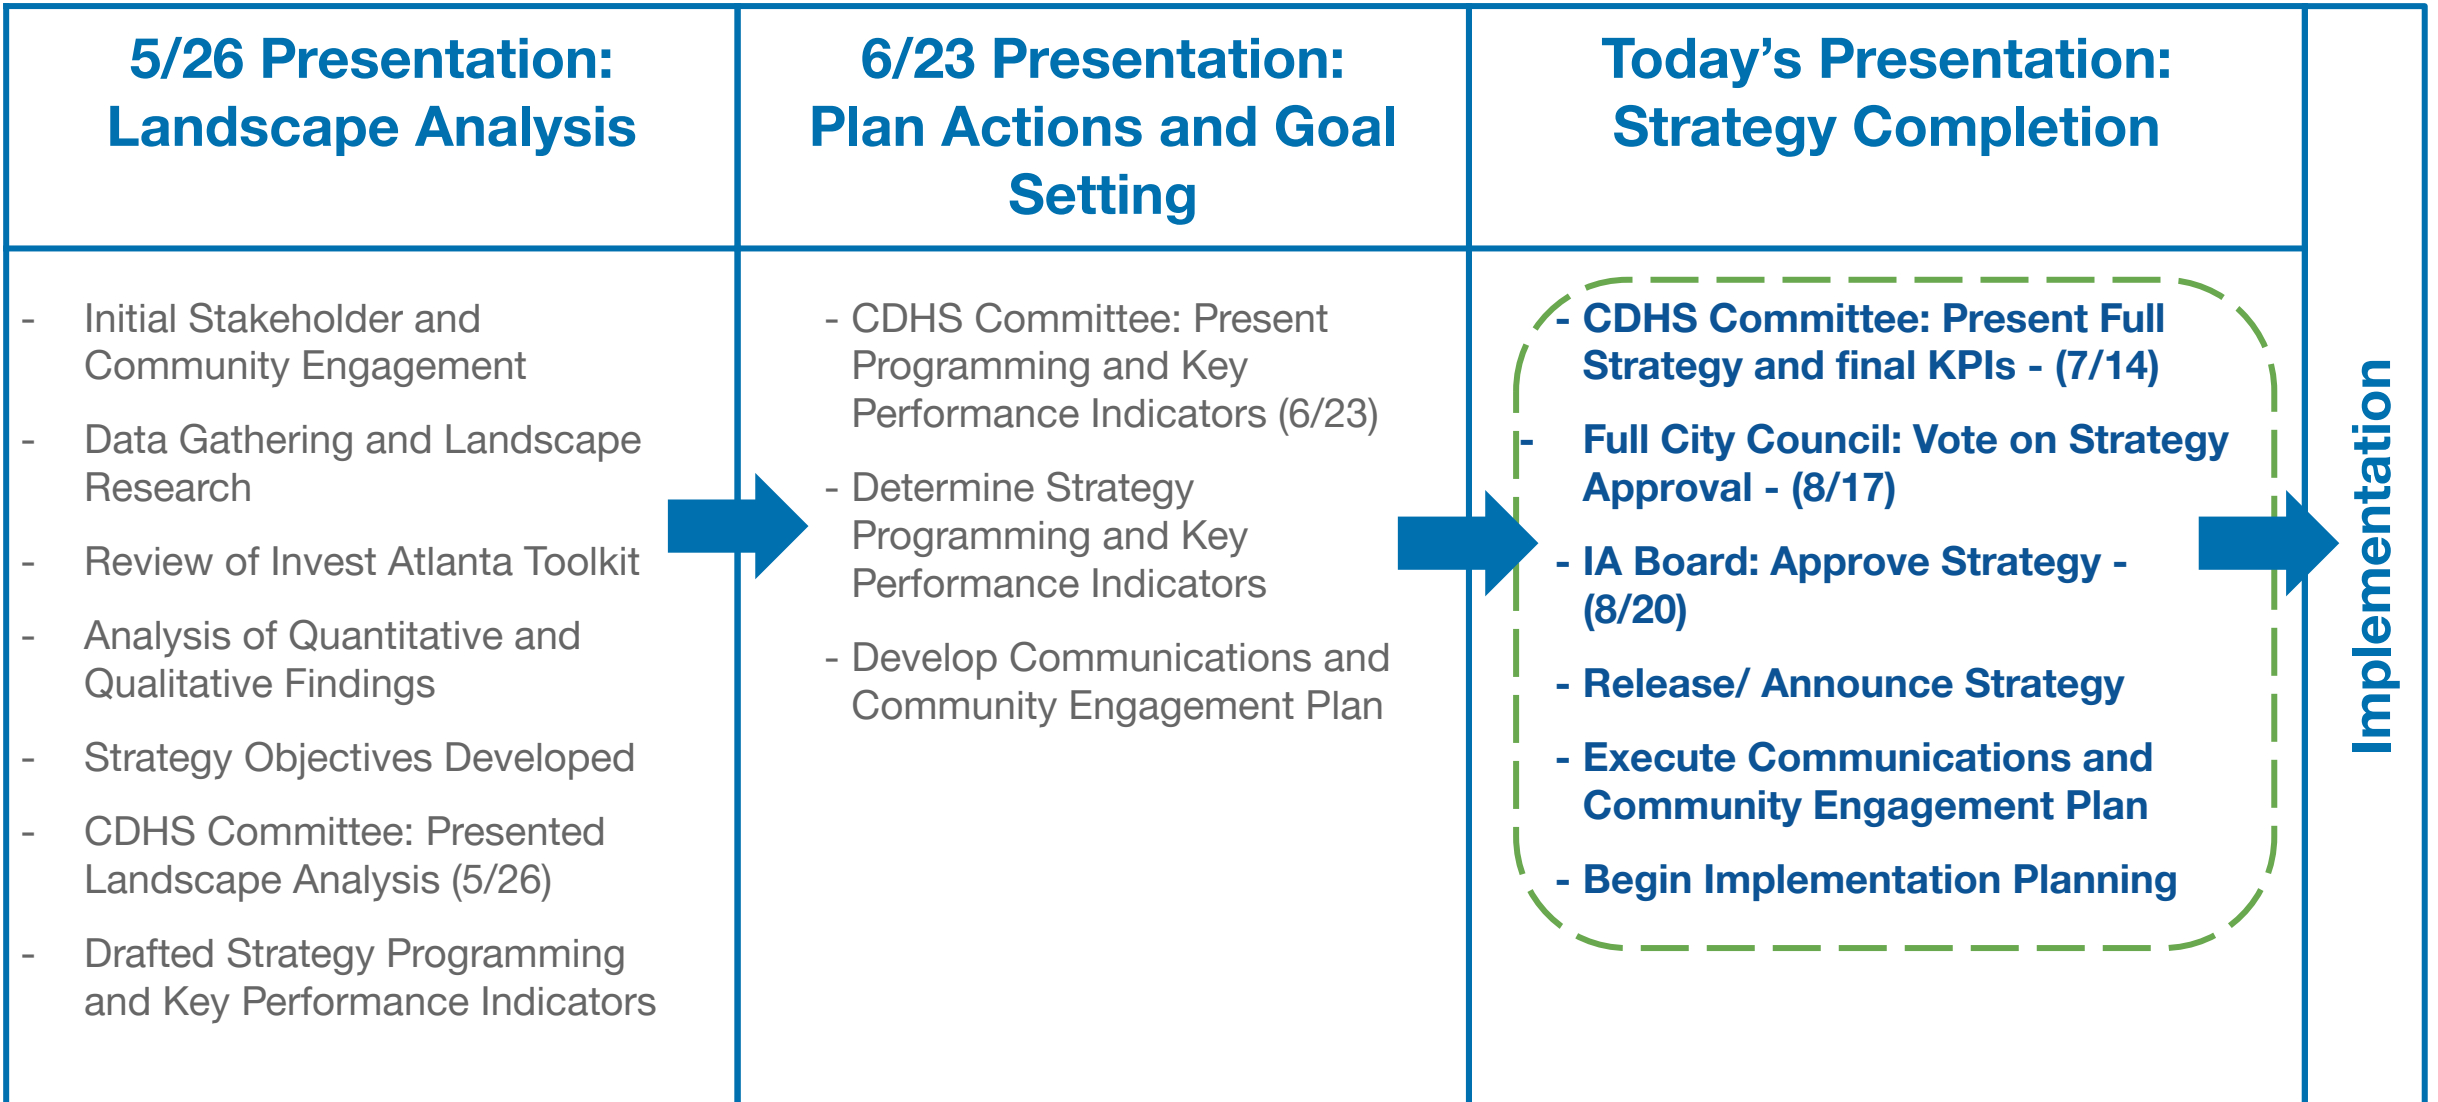 5/26 Presentation:
Landscape Analysis
6/23 Presentation:
Plan Actions and Goal
Setting
Today’s Presentation:
Strategy Completion
- Initial Stakeholder and
Community Engagement
- Data Gathering and Landscape
Research
- Review of Invest Atlanta Toolkit
- Analysis of Quantitative and
Qualitative Findings
- Strategy Objectives Developed
- CDHS Committee: Presented
Landscape Analysis (5/26)
- Drafted Strategy Programming
and Key Performance Indicators
- CDHS Committee: Present
Programming and Key
Performance Indicators (6/23)
- Determine Strategy
Programming and Key
Performance Indicators
- Develop Communications and
Community Engagement Plan
- CDHS Committee: Present Full
Strategy and final KPIs - (7/14)
- Full City Council: Vote on Strategy
Approval - (8/17)
- IA Board: Approve Strategy -
(8/20)
- Release/ Announce Strategy
- Execute Communications and
Community Engagement Plan
- Begin Implementation Planning
Implementation